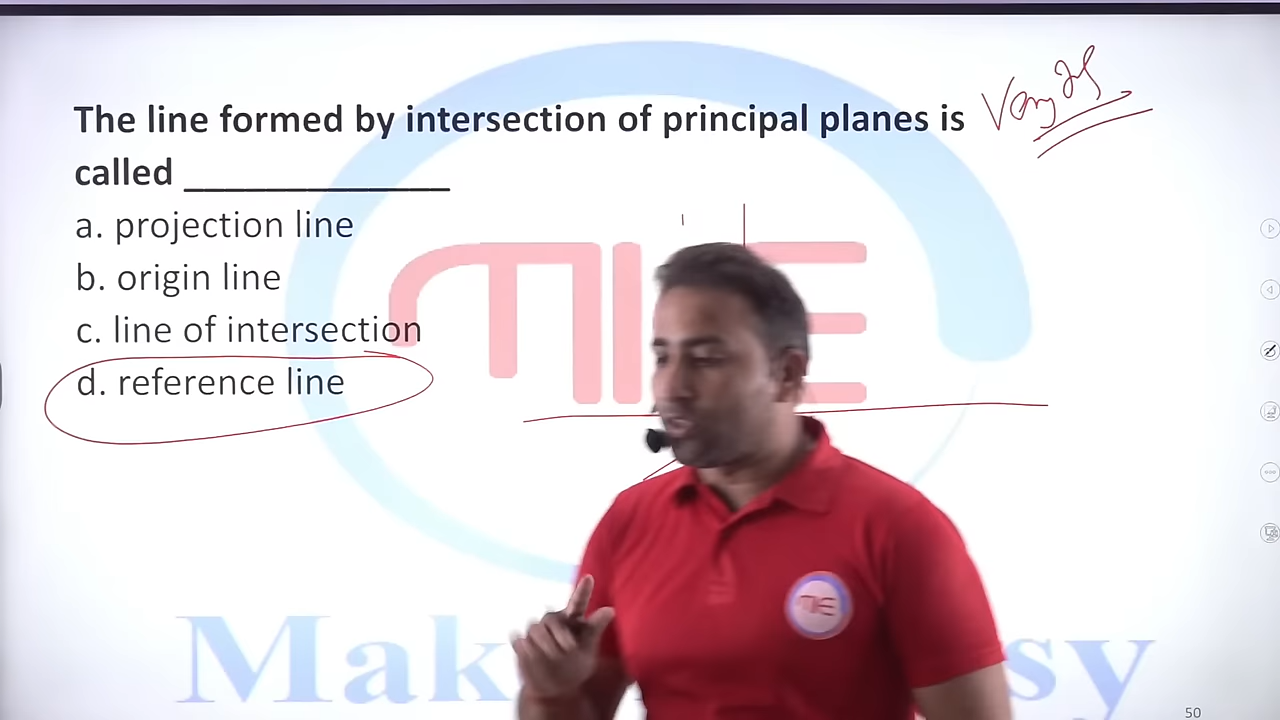 The line formed by intersection of principal planes is
called _____________
a. projection line
b. origin line
c. line of intersection
d. reference line
50